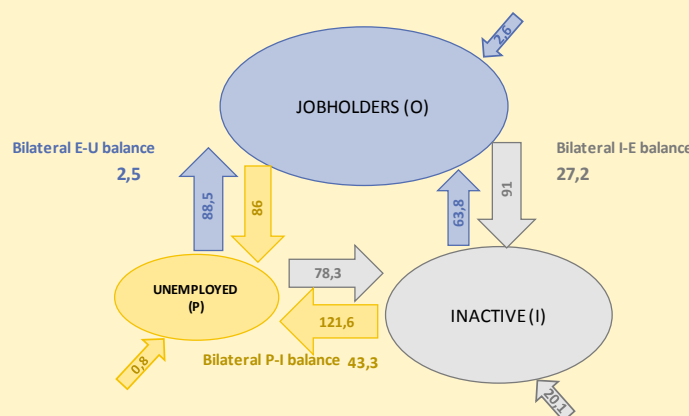 2,6
JOBHOLDERS (O)
Bilateral E-U balance
2,5
Bilateral I-E balance
27,2
88,5
86
63,8
91
78,3
UNEMPLOYED
(P)
121,6
INACTIVE (I)
Bilateral P-I balance 43,3
0,8
20,1